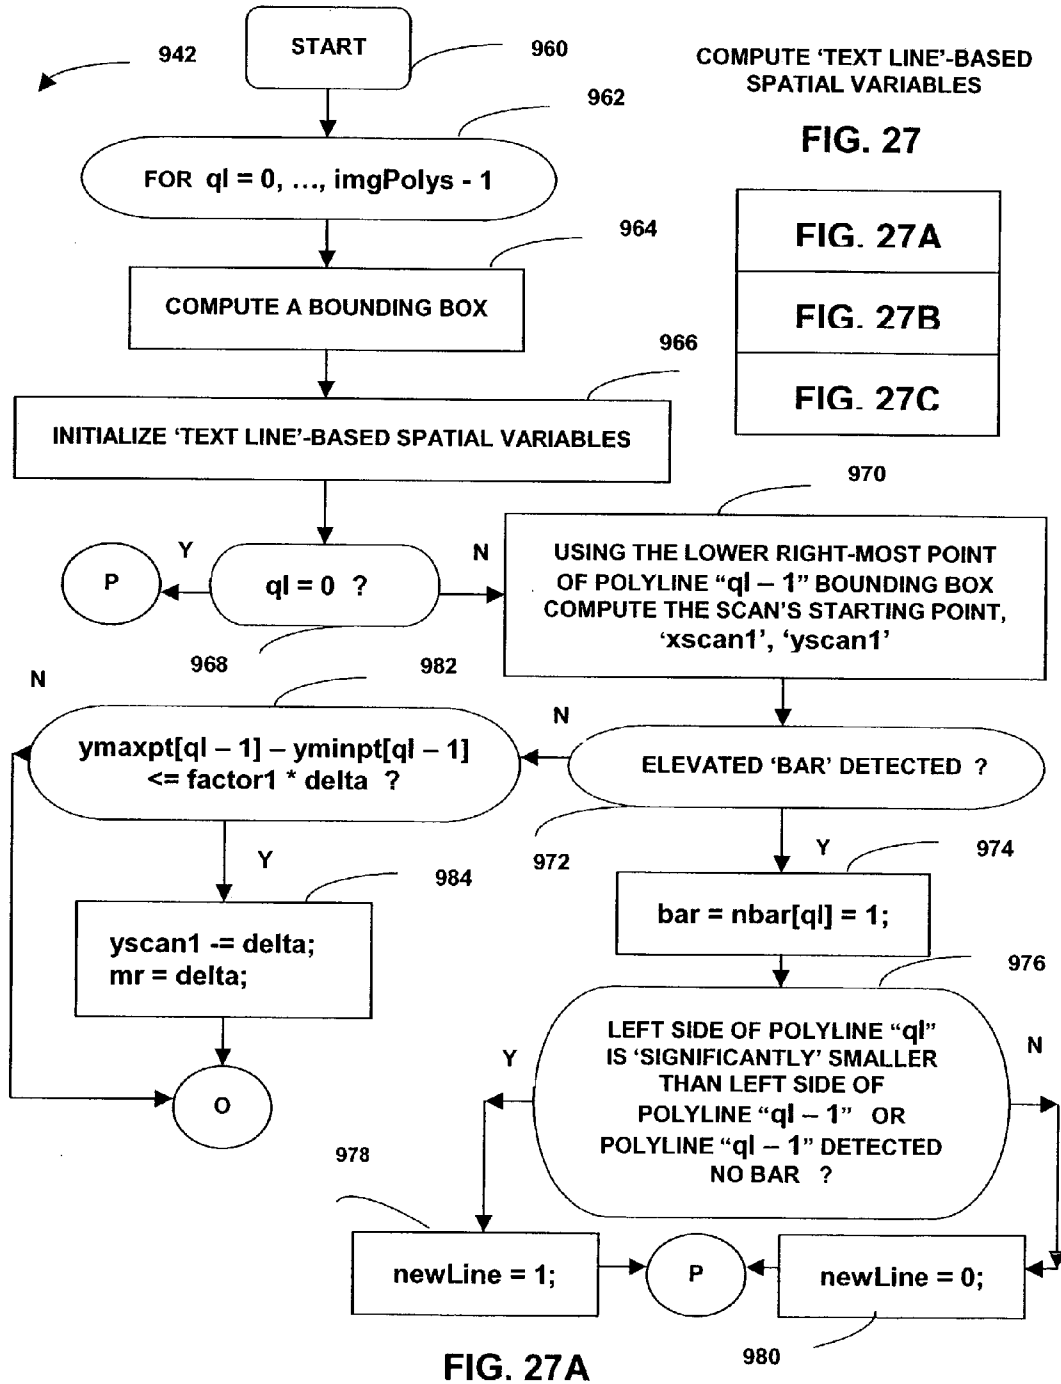 942
START
960
COMPUTE ‘TEXT LINE’-BASED
SPATIAL VARIABLES
FIG. 27
962
FOR ql = 0, …, imgPolys - 1
FIG. 27A
FIG. 27B
FIG. 27C
964
COMPUTE A BOUNDING BOX
966
INITIALIZE ‘TEXT LINE’-BASED SPATIAL VARIABLES
970
P
Y
ql = 0 ?
N
968
USING THE LOWER RIGHT-MOST POINT
OF POLYLINE “ql – 1” BOUNDING BOX
COMPUTE THE SCAN’S STARTING POINT,
‘xscan1’, ‘yscan1’
N
982
ymaxpt[ql – 1] – yminpt[ql – 1]
<= factor1 * delta ?
N
ELEVATED ‘BAR’ DETECTED ?
972
Y
984
yscan1 -= delta;
mr = delta;
O
Y
974
bar = nbar[ql] = 1;
976
LEFT SIDE OF POLYLINE “ql”
IS ‘SIGNIFICANTLY’ SMALLER
THAN LEFT SIDE OF
POLYLINE “ql – 1” OR
POLYLINE “ql – 1” DETECTED
NO BAR ?
Y
N
978
newLine = 1;
P
newLine = 0;
980
FIG. 27A